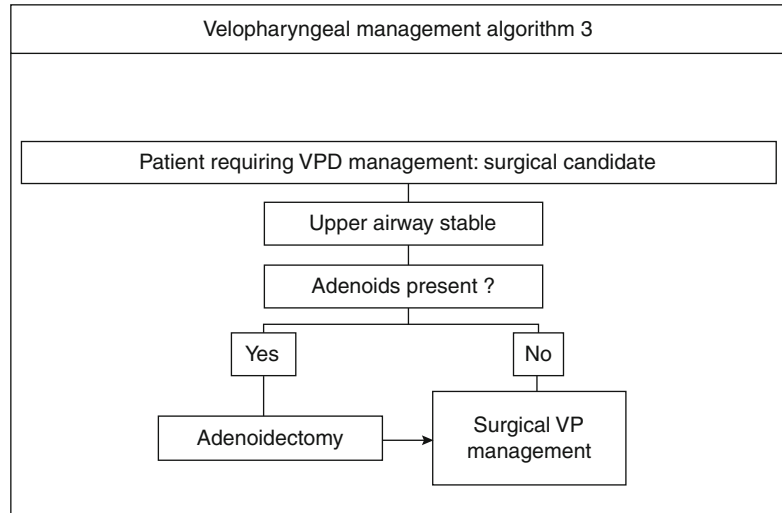 Velopharyngeal management algorithm 3
Patient requiring VPD management: surgical candidate
Upper airway stable
Adenoids present ?
Yes
No
Adenoidectomy
Surgical VP
management